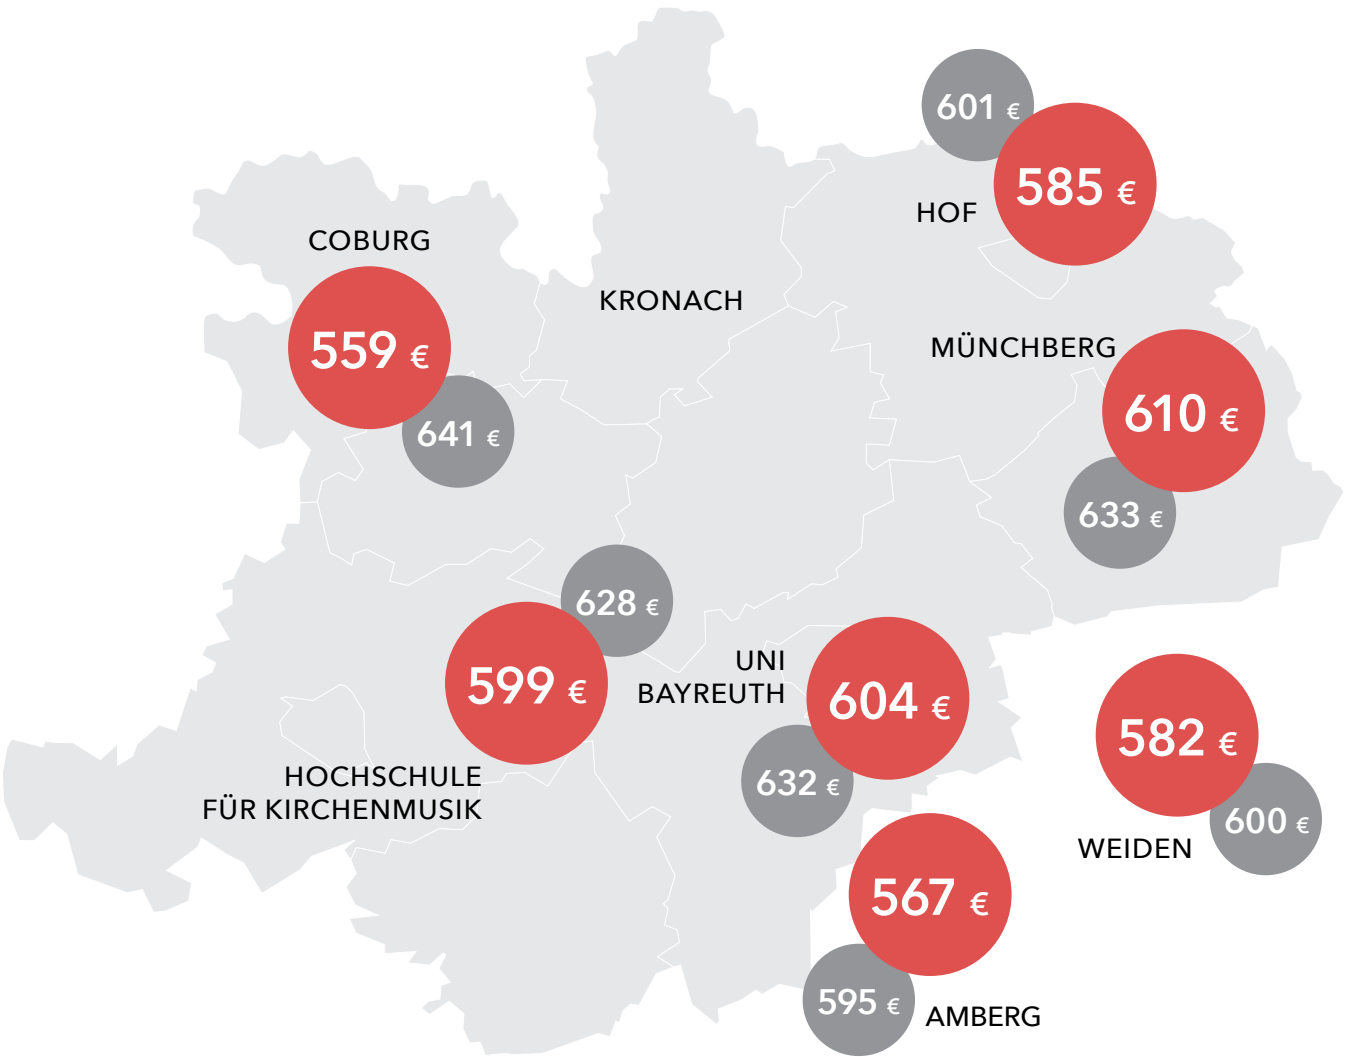 601 €
585 €
HOF
COBURG
559 €
641 €
KRONACH
MÜNCHBERG
610 €
633 €
628 €
599 €
HOCHSCHULE
FÜR KIRCHENMUSIK
UNI
BAYREUTH
604 €
632 €
582 €
600 €
WEIDEN
567 €
595 €
AMBERG